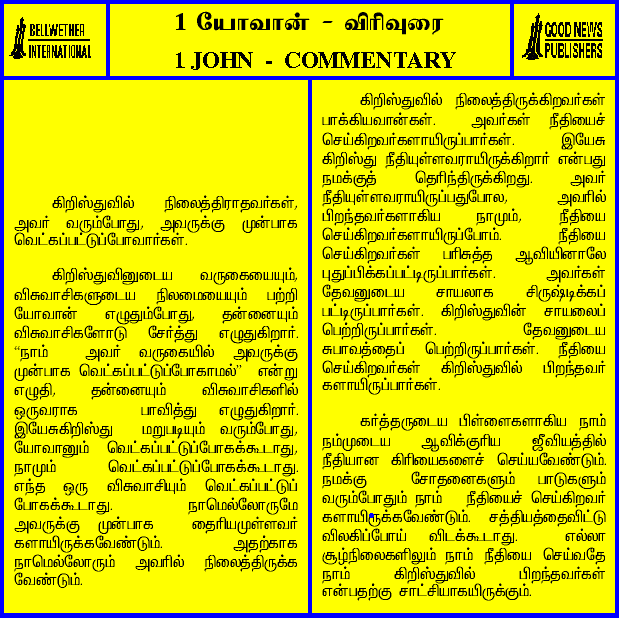 BELLWETHER
INTERNATIONAL
1 யோவான் - விரிவுரை
1 JOHN - COMMENTARY
GOOD NEWS
PUBLISHERS
கிறிஸ்துவில் நிலைத்திராதவர்கள்,
அவர் வரும்போது, அவருக்கு முன்பாக
வெட்கப்பட்டுப்போவார்கள்.
கிறிஸ்துவினுடைய வருகையையும்,
விசுவாசிகளுடைய நிலமையையும் பற்றி
யோவான் எழுதும்போது, தன்னையும்
விசுவாசிகளோடு சேர்த்து எழுதுகிறார்.
“நாம் அவர் வருகையில் அவருக்கு
முன்பாக வெட்கப்பட்டுப்போகாமல்” என்று
எழுதி, தன்னையும் விசுவாசிகளில்
ஒருவராக பாவித்து எழுதுகிறார்.
இயேசுகிறிஸ்து மறுபடியும் வரும்போது,
யோவானும் வெட்கப்பட்டுப்போகக்கூடாது,
நாமும் வெட்கப்பட்டுப்போகக்கூடாது.
எந்த ஒரு விசுவாசியும் வெட்கப்பட்டுப்
போகக்கூடாது. நாமெல்லோருமே
அவருக்கு முன்பாக தைரியமுள்ளவர்
களாயிருக்கவேண்டும். அதற்காக
நாமெல்லோரும் அவரில் நிலைத்திருக்க
வேண்டும்.
கிறிஸ்துவில் நிலைத்திருக்கிறவர்கள்
பாக்கியவான்கள். அவர்கள் நீதியைச்
செய்கிறவர்களாயிருப்பார்கள். இயேசு
கிறிஸ்து நீதியுள்ளவராயிருக்கிறார் என்பது
நமக்குத் தெரிந்திருக்கிறது. அவர்
நீதியுள்ளவராயிருப்பதுபோல, அவரில்
பிறந்தவர்களாகிய நாமும், நீதியை
செய்கிறவர்களாயிருப்போம். நீதியை
செய்கிறவர்கள் பரிசுத்த ஆவியினாலே
புதுப்பிக்கப்பட்டிருப்பார்கள். அவர்கள்
தேவனுடைய சாயலாக சிருஷ்டிக்கப்
பட்டிருப்பார்கள். கிறிஸ்துவின் சாயலைப்
பெற்றிருப்பார்கள். தேவனுடைய
சுபாவத்தைப் பெற்றிருப்பார்கள். நீதியை
செய்கிறவர்கள் கிறிஸ்துவில் பிறந்தவர்
களாயிருப்பார்கள்.
கர்த்தருடைய பிள்ளைகளாகிய நாம்
நம்முடைய ஆவிக்குரிய ஜீவியத்தில்
நீதியான கிரியைகளைச் செய்யவேண்டும்.
நமக்கு சோதனைகளும் பாடுகளும்
வரும்போதும் நாம் நீதியைச் செய்கிறவர்
களாயிருக்கவேண்டும். சத்தியத்தைவிட்டு
விலகிப்போய் விடக்கூடாது. எல்லா
சூழ்நிலைகளிலும் நாம் நீதியை செய்வதே
நாம் கிறிஸ்துவில் பிறந்தவர்கள்
என்பதற்கு சாட்சியாகயிருக்கும்.